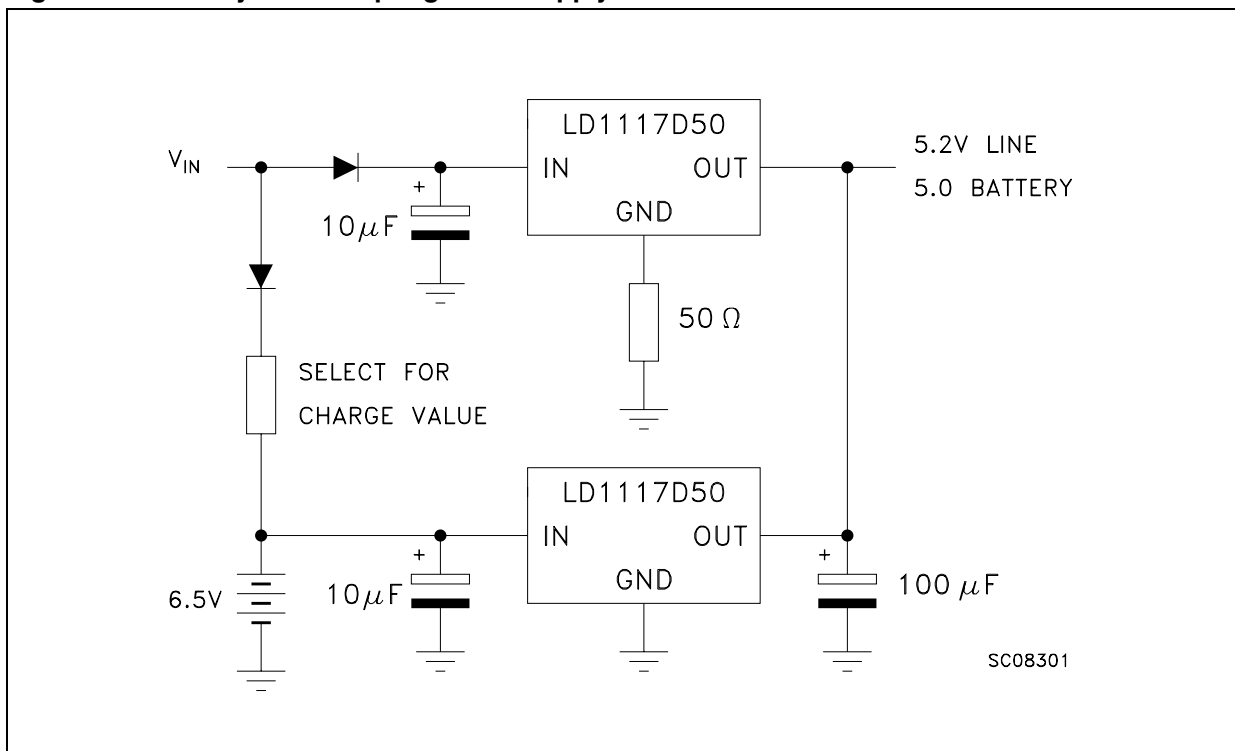 V_IN
LD1117D50
IN OUT
GND
5.2V LINE
5.0 BATTERY
+
10μF
50 Ω
SELECT FOR
CHARGE VALUE
LD1117D50
IN OUT
GND
6.5V
+
10μF
+
100 μF
SC08301